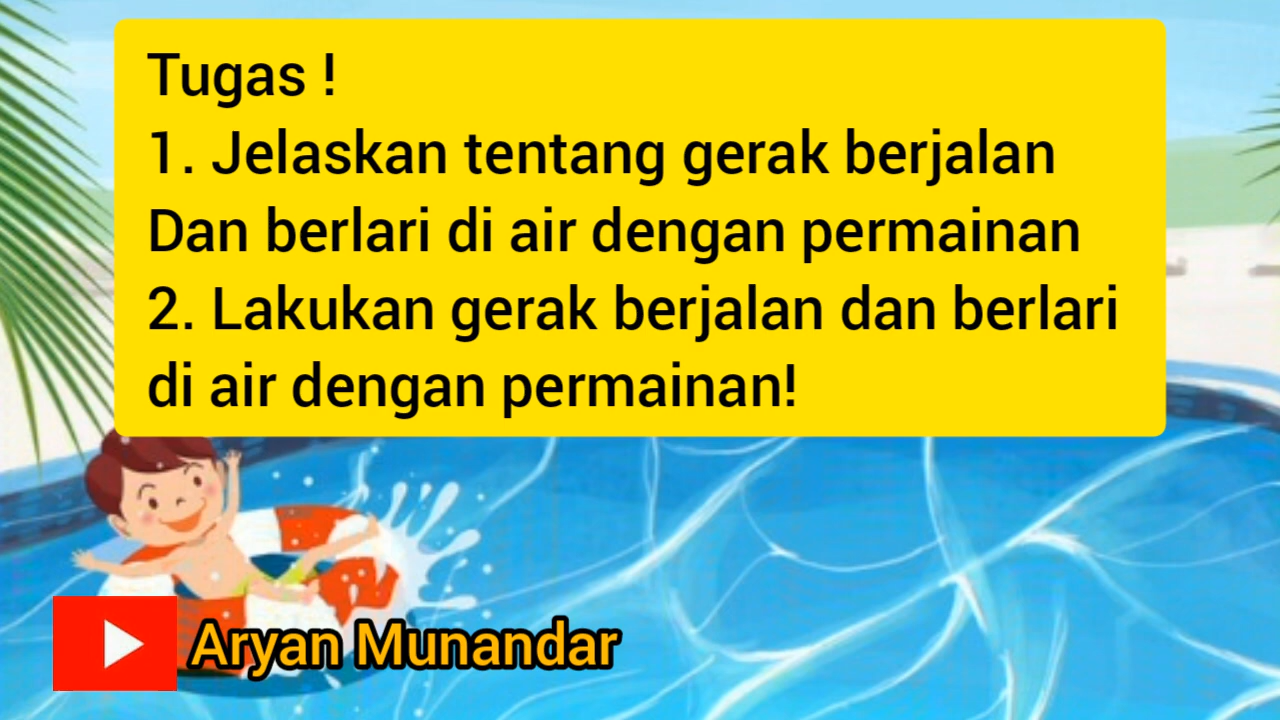 Tugas !
1. Jelaskan tentang gerak berjalan
Dan berlari di air dengan permainan
2. Lakukan gerak berjalan dan berlari
di air dengan permainan!
Aryan Munandar